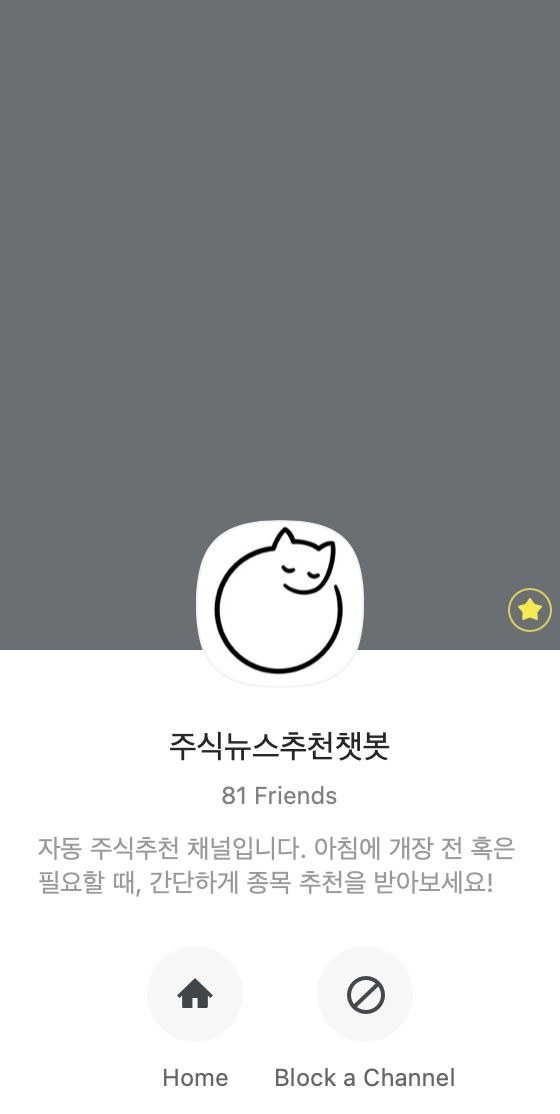 주식뉴스추천챗봇
81 Friends
자동 주식추천 채널입니다. 아침에 개장 전 혹은
필요할 때, 간단하게 종목 추천을 받아보세요!
Home
Block a Channel